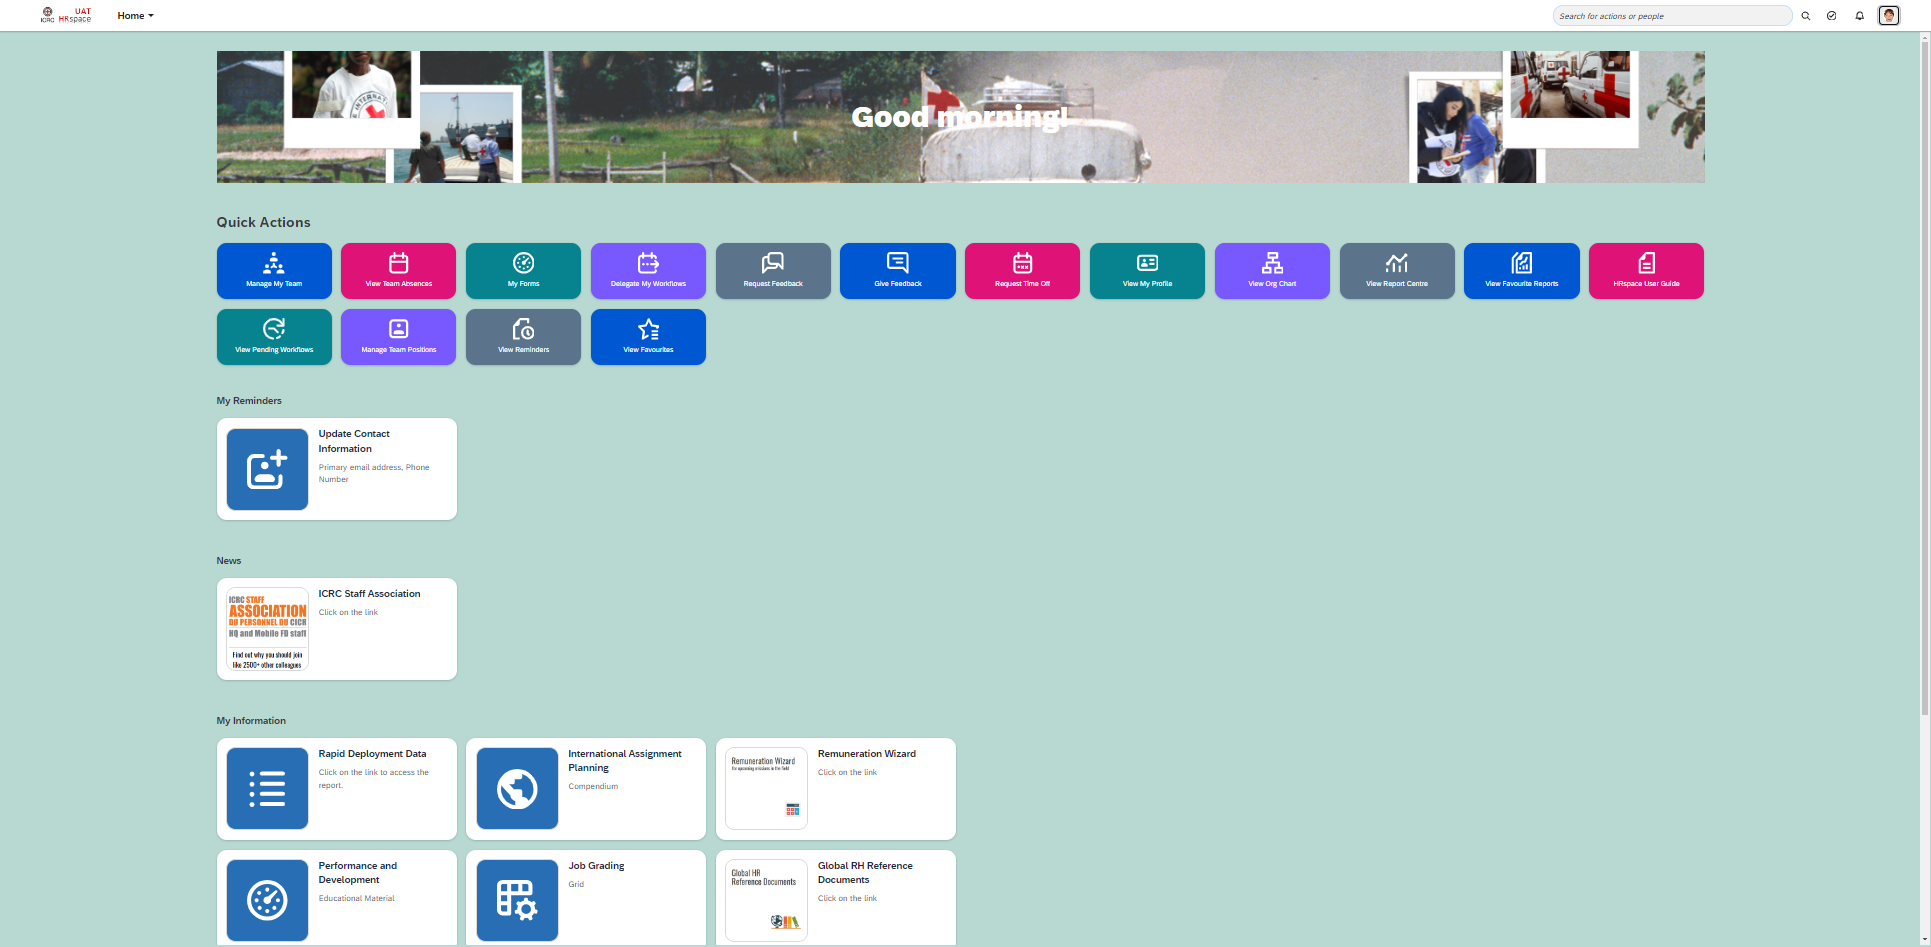 UAT
ICRC HRspace
Home
Search for actions or people
INTERNAT
Good morning!
Quick Actions
Manage My Team
View Team Absences
My Forms
Delegate My Workflows
Request Feedback
Give Feedback
Request Time Off
View My Profile
View Org Chart
View Report Centre
View Favourite Reports
HRspace User Guide
View Pending Workflows
Manage Team Positions
View Reminders
View Favourites
My Reminders
Update Contact
Information
Primary email address, Phone
Number
News
ICRC STAFF
ASSOCIATION
DU PERSONNEL DU CICR
HQ and Mobile FD staff
Find out why you should join
like 2500+ other colleagues
ICRC Staff Association
Click on the link
My Information
Rapid Deployment Data
Click on the link to access the
report.
International Assignment
Planning
Compendium
Remuneration Wizard
for upcoming missions in the field
Remuneration Wizard
Click on the link
Performance and
Development
Educational Material
Job Grading
Grid
Global HR
Reference Documents
Global RH Reference
Documents
Click on the link